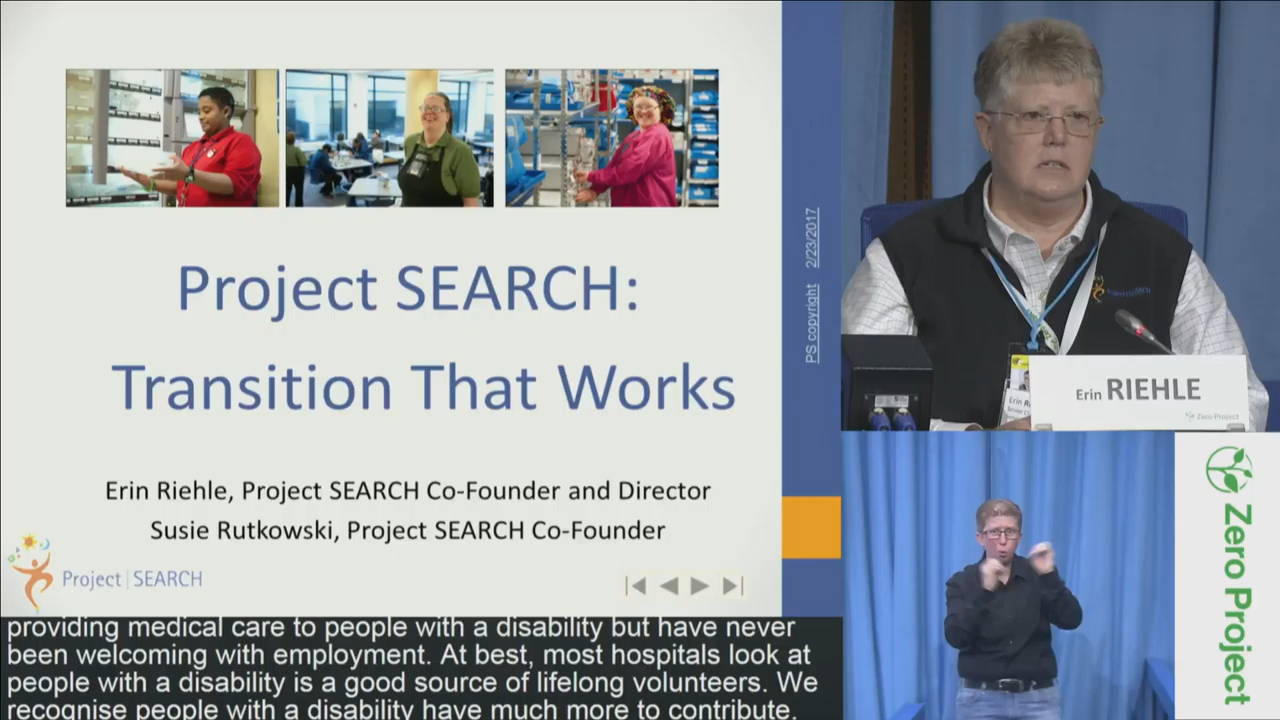 Project SEARCH:
Transition That Works
Erin Riehle, Project SEARCH Co-Founder and Director
Susie Rutkowski, Project SEARCH Co-Founder
Project | SEARCH
PS copyright 2/23/2017
Erin RIEHLE
Zero Project
Zero Project
providing medical care to people with a disability but have never
been welcoming with employment. At best, most hospitals look at
people with a disability is a good source of lifelong volunteers. We
recognise people with a disability have much more to contribute.